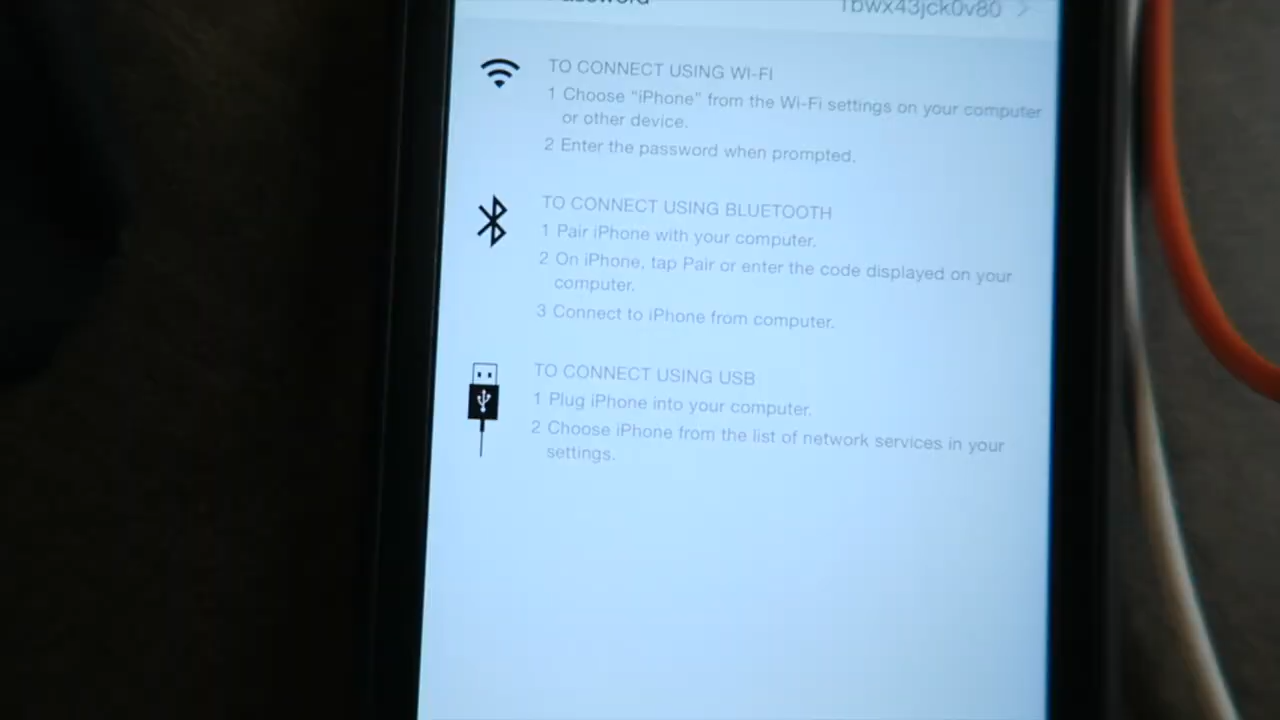 1bwx43jck0v80
TO CONNECT USING WI-FI
1 Choose "iPhone" from the Wi-Fi settings on your computer
or other device.
2 Enter the password when prompted.
TO CONNECT USING BLUETOOTH
1 Pair iPhone with your computer.
2 On iPhone, tap Pair or enter the code displayed on your
computer.
3 Connect to iPhone from computer.
TO CONNECT USING USB
1 Plug iPhone into your computer.
2 Choose iPhone from the list of network services in your
settings.